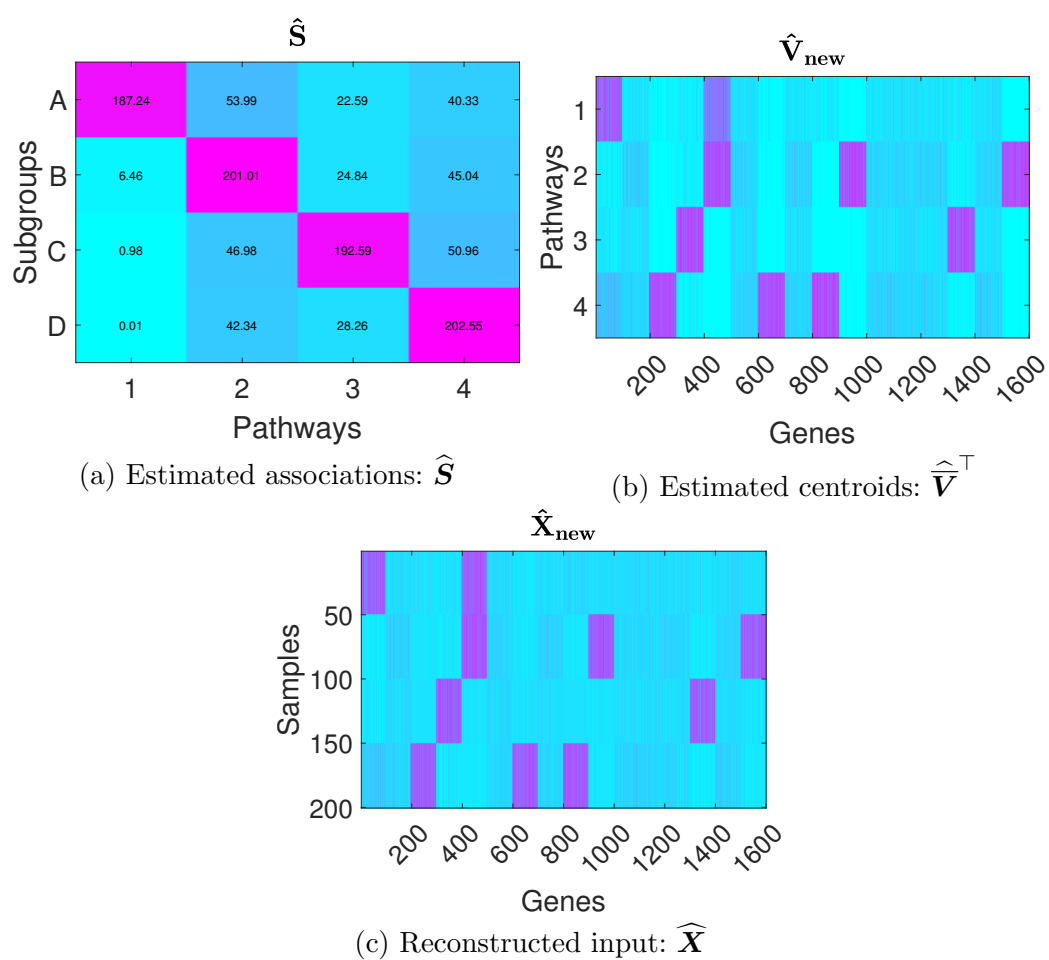 Ŝ
A 187.24 53.99 22.59 40.33
B 6.46 201.01 24.84 45.04
C 0.98 46.98 192.59 50.96
D 0.01 42.34 28.26 202.55
Subgroups
1 2 3 4
Pathways
(a) Estimated associations: Ŝ
V̂new
1
2
3
4
Pathways
200 400 600 800 1000 1200 1400 1600
Genes
(b) Estimated centroids: V̅̂⊤
X̂new
50
100
150
200
Samples
200 400 600 800 1000 1200 1400 1600
Genes
(c) Reconstructed input: X̂